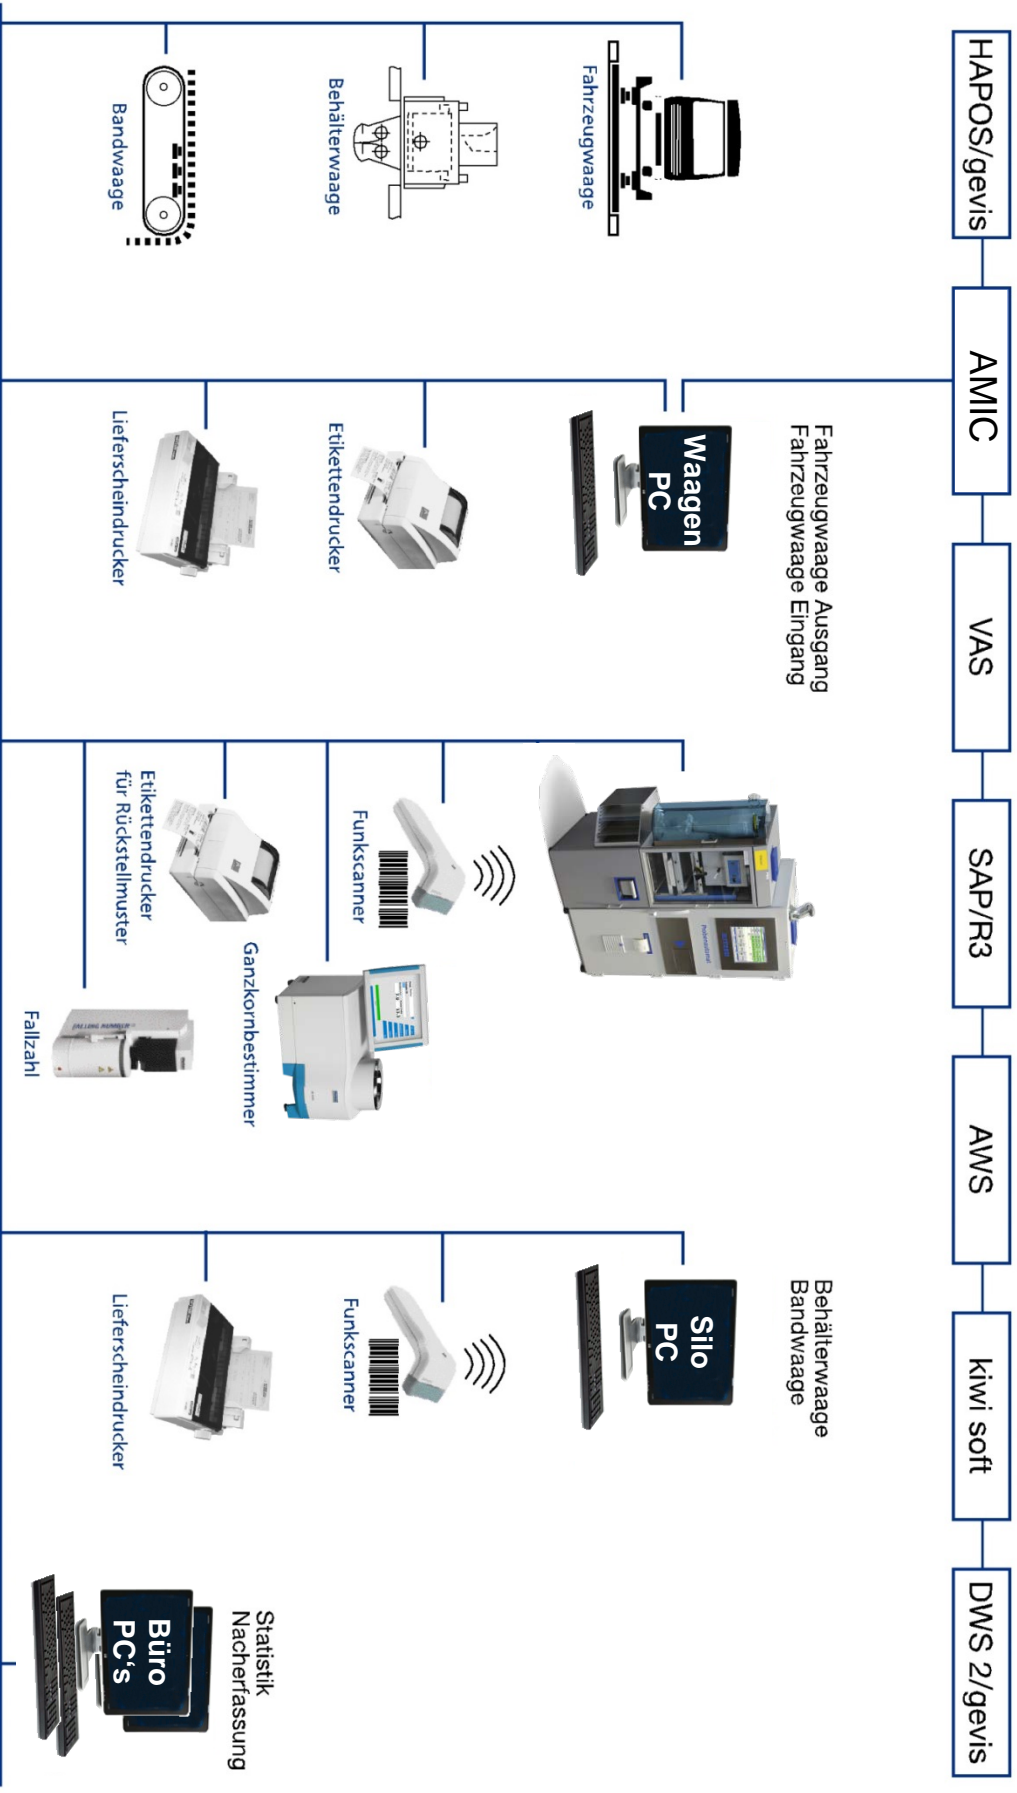 HAPOS/gevis
AMIC
VAS
SAP/R3
AWS
kiwi soft
DWS 2/gevis
Fahrzeugwaage Ausgang
Fahrzeugwaage Eingang
Behälterwaage
Bandwaage
Fahrzeugwaage
Waagen
PC
Probenautomat
Silo
PC
Behälterwaage
Etikettendrucker
Funkscanner
Ganzkornbestimmer
Funkscanner
Statistik
Nacherfassung
Bandwaage
Lieferscheindrucker
Etikettendrucker
für Rückstellmuster
Fallzahl
Lieferscheindrucker
Büro
PC's